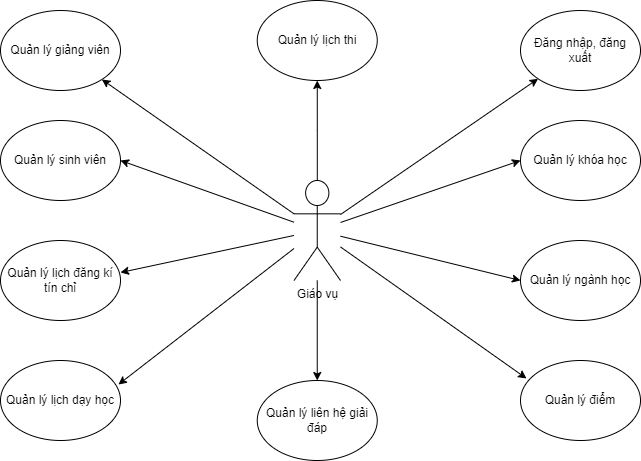 Quản lý lịch thi
Quản lý giảng viên
Đăng nhập, đăng
xuất
Quản lý sinh viên
Quản lý khóa học
Quản lý lịch đăng kí
tín chỉ
Quản lý ngành học
Giáo vụ
Quản lý lịch dạy học
Quản lý liên hệ giải
đáp
Quản lý điểm